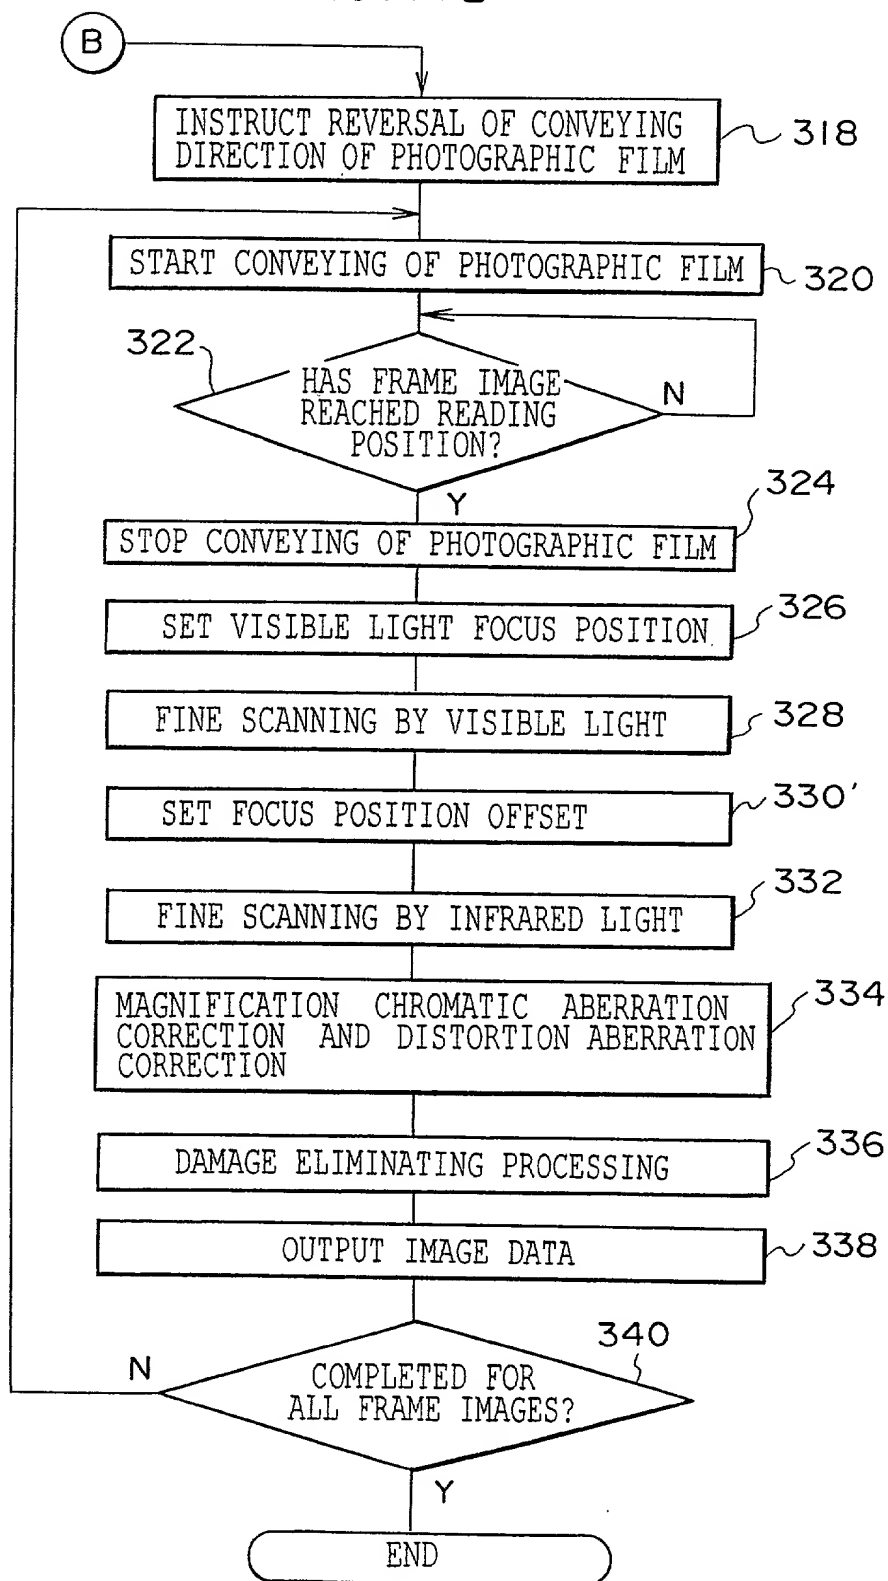 B
INSTRUCT REVERSAL OF CONVEYING
DIRECTION OF PHOTOGRAPHIC FILM
318
START CONVEYING OF PHOTOGRAPHIC FILM
320
322
HAS FRAME IMAGE
REACHED READING
POSITION?
N
Y
324
STOP CONVEYING OF PHOTOGRAPHIC FILM
326
SET VISIBLE LIGHT FOCUS POSITION
FINE SCANNING BY VISIBLE LIGHT
328
330'
SET FOCUS POSITION OFFSET
332
FINE SCANNING BY INFRARED LIGHT
334
MAGNIFICATION CHROMATIC ABERRATION
CORRECTION AND DISTORTION ABERRATION
CORRECTION
336
DAMAGE ELIMINATING PROCESSING
OUTPUT IMAGE DATA
338
340
N
COMPLETED FOR
ALL FRAME IMAGES?
Y
END